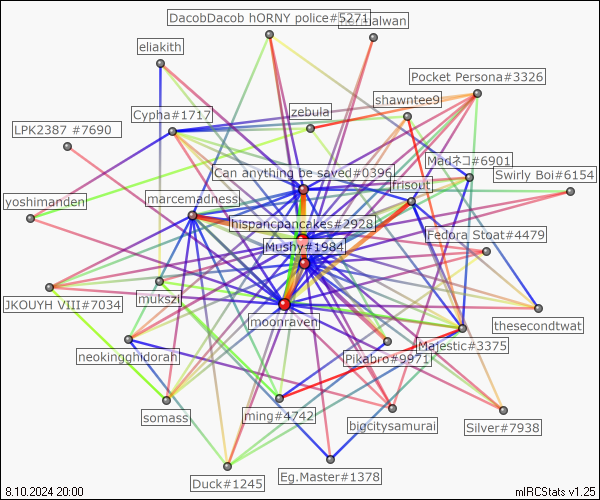 DacobDacob hORNY police#5271
alwan
eliakith
Pocket Persona#3326
shawntee9
zebula
Cypha#1717
LPK2387 #7690
Madネコ#6901
Can anything be saved#0396
Swirly Boi#6154
frisout
marcemadness
yoshimanden
hispancpancakes#2928
Fedora Stoat#4479
Mushy#1984
JKOUYH VIII#7034
mukszi
moonraven
thesecondtwat
Majestic#3375
neokingghidorah
Pikabro#9971
somass
ming#4742
bigcitysamurai
Silver#7938
Eg.Master#1378
Duck#1245
8.10.2024 20:00
mIRCStats v1.25